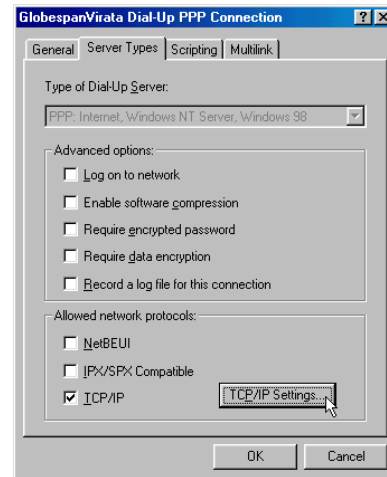 GlobespanVirata Dial-Up PPP Connection
General Server Types Scripting Multilink
Type of Dial-Up Server:
PPP: Internet, Windows NT Server, Windows 98
Advanced options:
Log on to network
Enable software compression
Require encrypted password
Require data encryption
Record a log file for this connection
Allowed network protocols:
NetBEUI
IPX/SPX Compatible
TCP/IP TCP/IP Settings...
OK Cancel